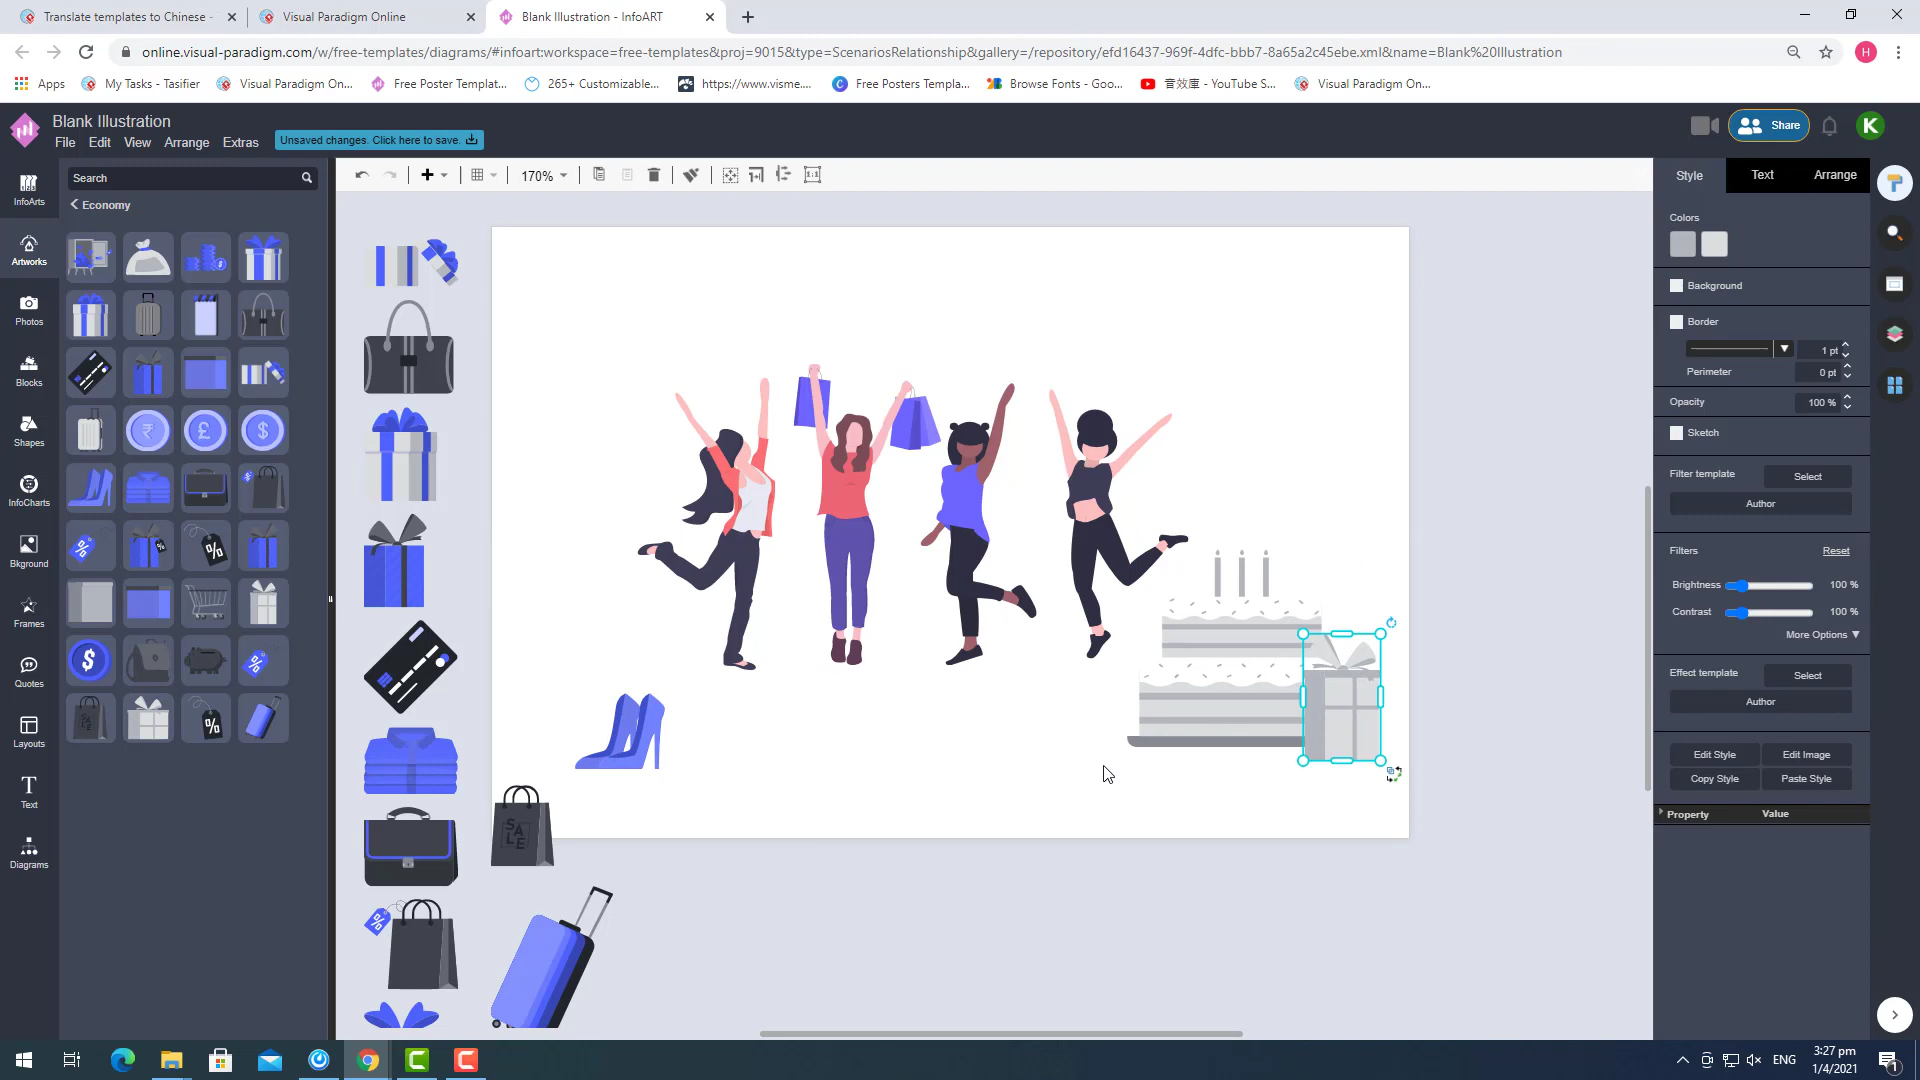 Translate templates to Chinese -
Visual Paradigm Online
Blank Illustration - InfoART
online.visual-paradigm.com/w/free-templates/diagrams/#infoart:workspace=free-templates&proj=9015&type=ScenariosRelationship&gallery=/repository/efd16437-969f-4dfc-bbb7-8a65a2c45ebe.xml&name=Blank%20Illustration
H
Apps
My Tasks - Tasifier
Visual Paradigm On...
Free Poster Templat...
265+ Customizable...
https://www.visme....
Free Posters Templa...
Browse Fonts - Goo...
音效庫 - YouTube S...
Visual Paradigm On...
Blank Illustration
File
Edit
View
Arrange
Extras
Unsaved changes. Click here to save.
Share
K
InfoArts
Artworks
Photos
Blocks
Shapes
InfoCharts
Bkground
Frames
Quotes
Layouts
Text
Diagrams
Search
Economy
170%
1:1
SALE
Style
Text
Arrange
Colors
Background
Border
1 pt
Perimeter
0 pt
Opacity
100 %
Sketch
Filter template
Select
Author
Filters
Reset
Brightness
100 %
Contrast
100 %
More Options ▼
Effect template
Select
Author
Edit Style
Edit Image
Copy Style
Paste Style
Property
Value
ENG
3:27 pm
1/4/2021
1